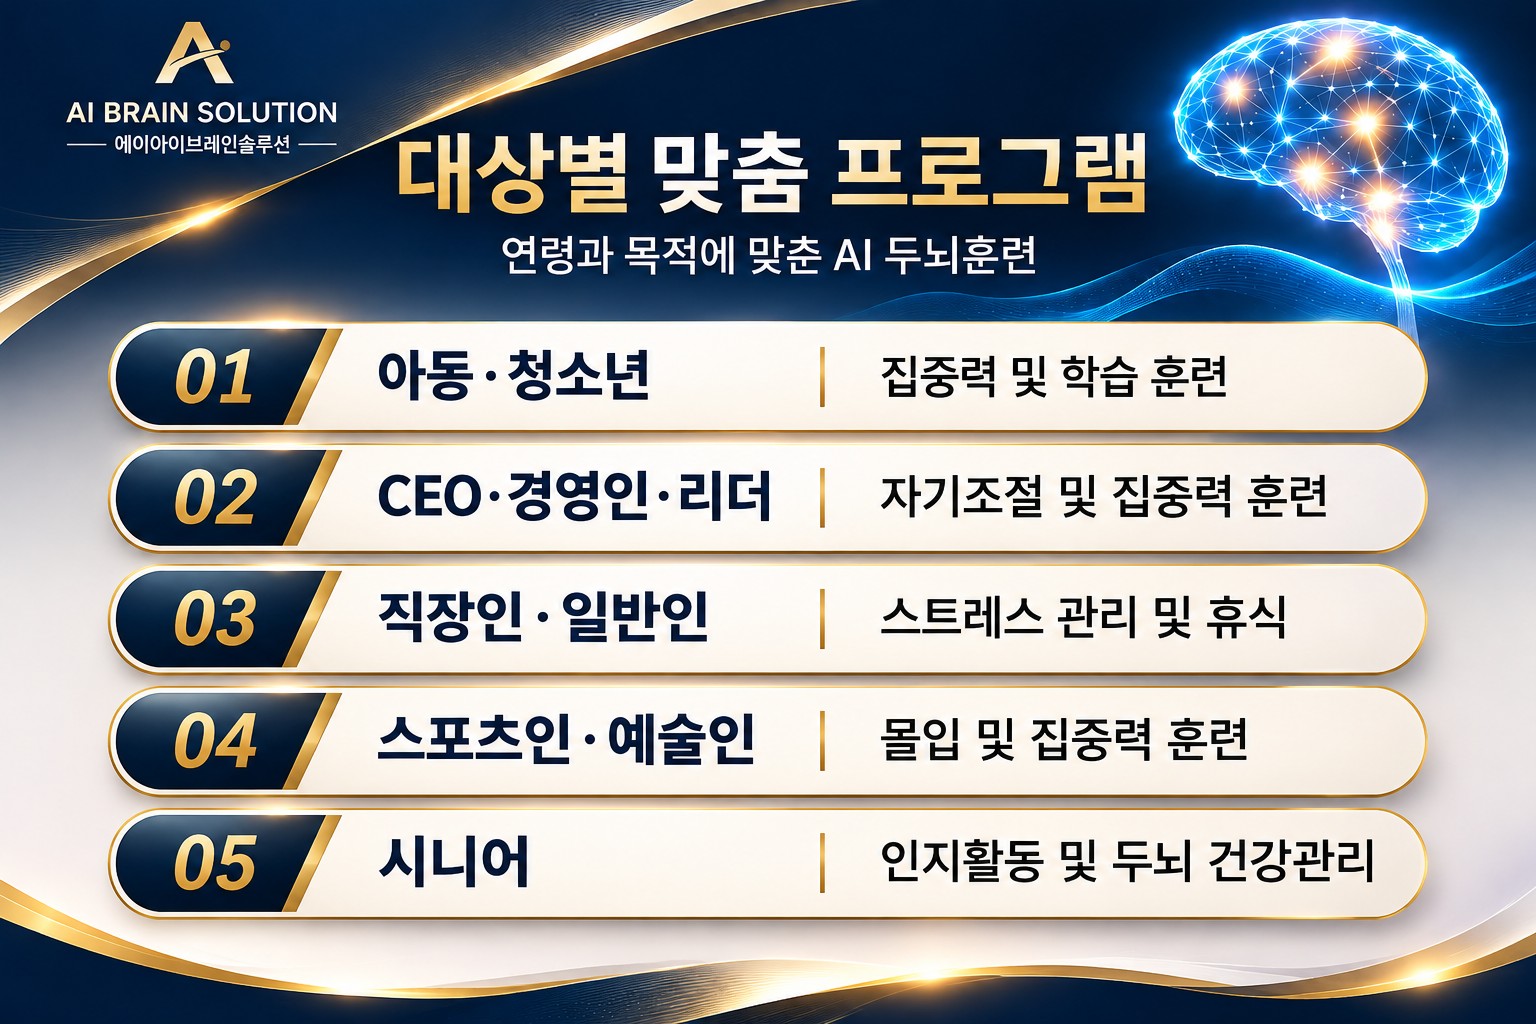 AI BRAIN SOLUTION
에이아이브레인솔루션
대상별 맞춤 프로그램
연령과 목적에 맞춘 AI 두뇌훈련
01 아동·청소년 집중력 및 학습 훈련
02 CEO·경영인·리더 자기조절 및 집중력 훈련
03 직장인·일반인 스트레스 관리 및 휴식
04 스포츠인·예술인 몰입 및 집중력 훈련
05 시니어 인지활동 및 두뇌 건강관리